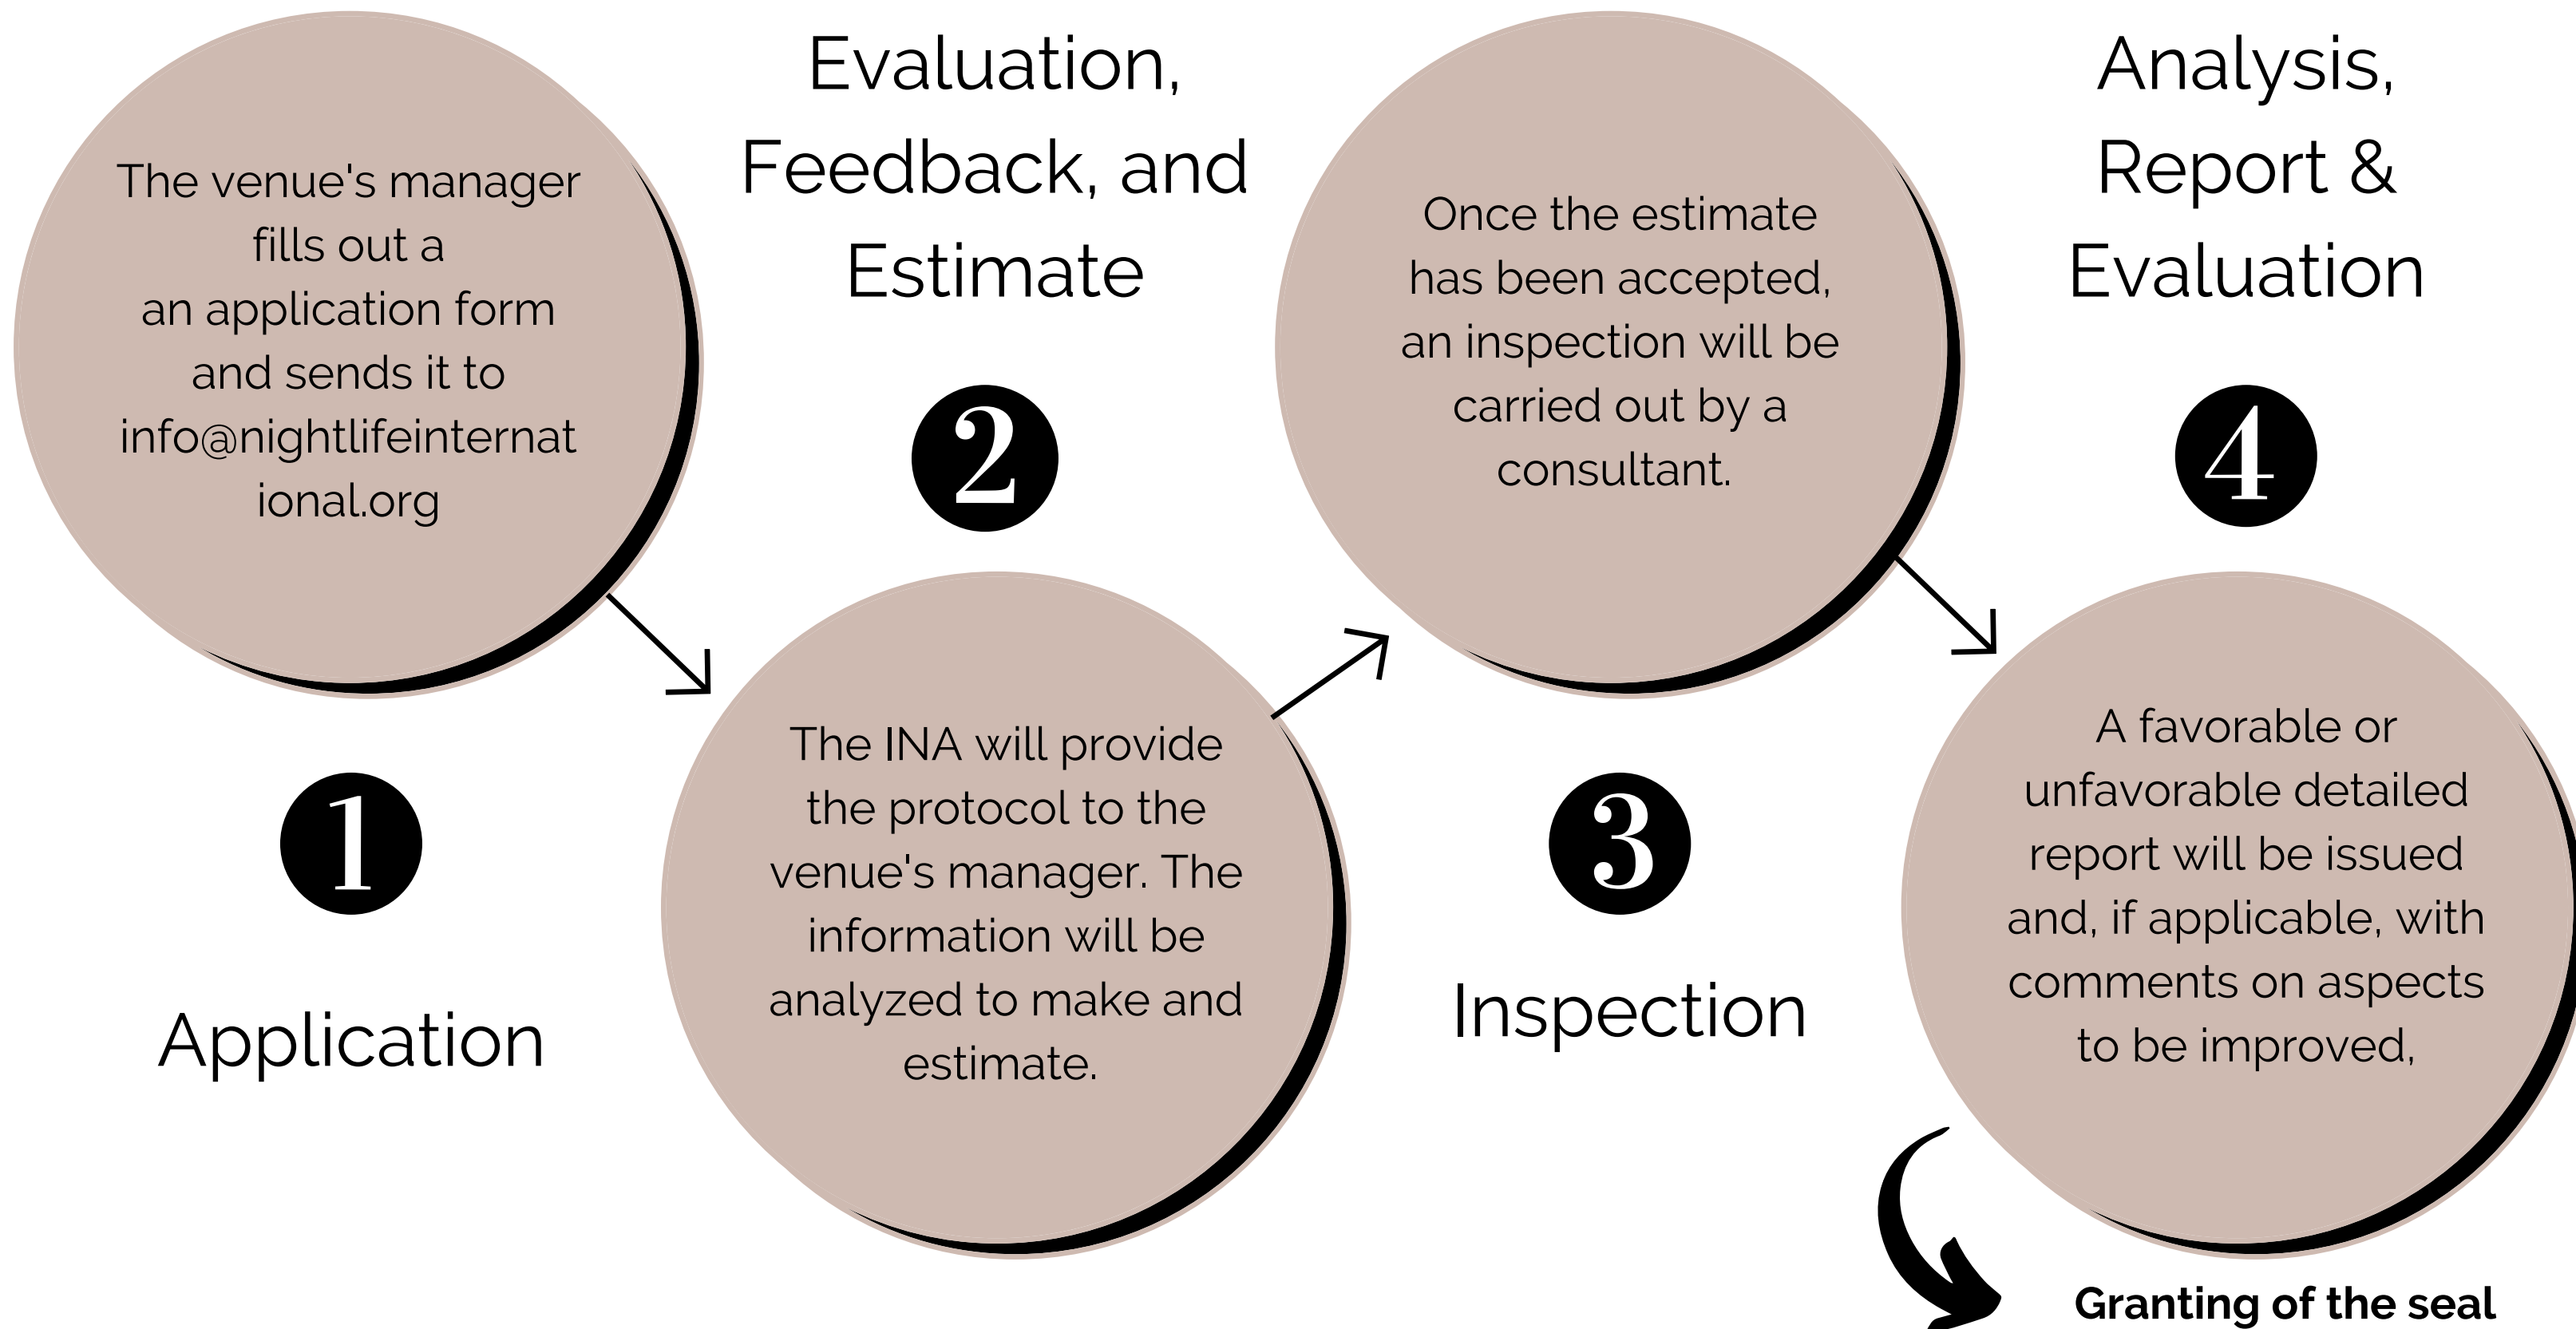 The venue's manager
fills out a
an application form
and sends it to
info@nightlifeinternat
ional.org
1
Application
Evaluation,
Feedback, and
Estimate
2
The INA will provide
the protocol to the
venue's manager. The
information will be
analyzed to make and
estimate.
Once the estimate
has been accepted,
an inspection will be
carried out by a
consultant.
3
Inspection
Analysis,
Report &
Evaluation
4
A favorable or
unfavorable detailed
report will be issued
and, if applicable, with
comments on aspects
to be improved,
Granting of the seal